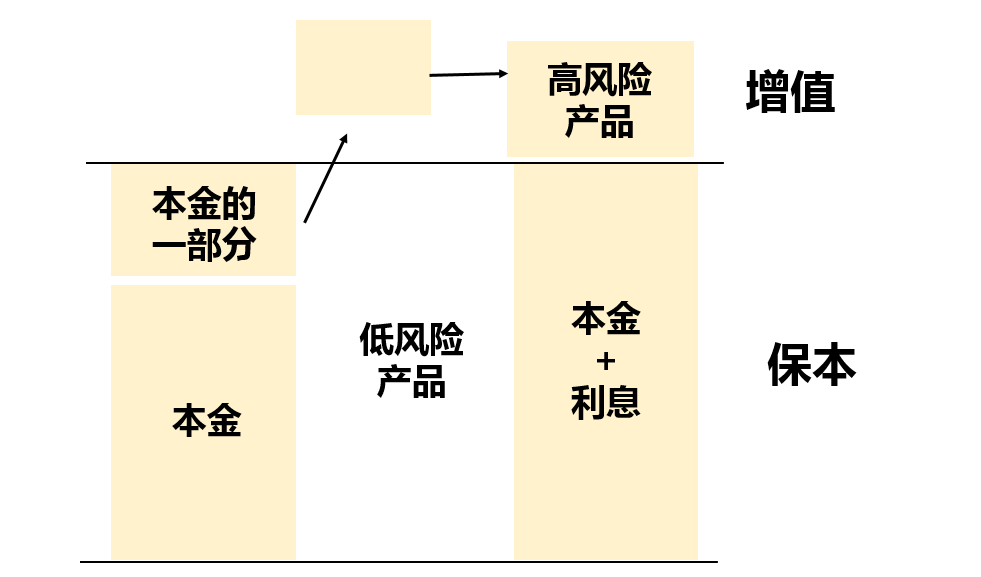 高风险
产品
增值
本金的
一部分
低风险
产品
本金
+
利息
保本
本金